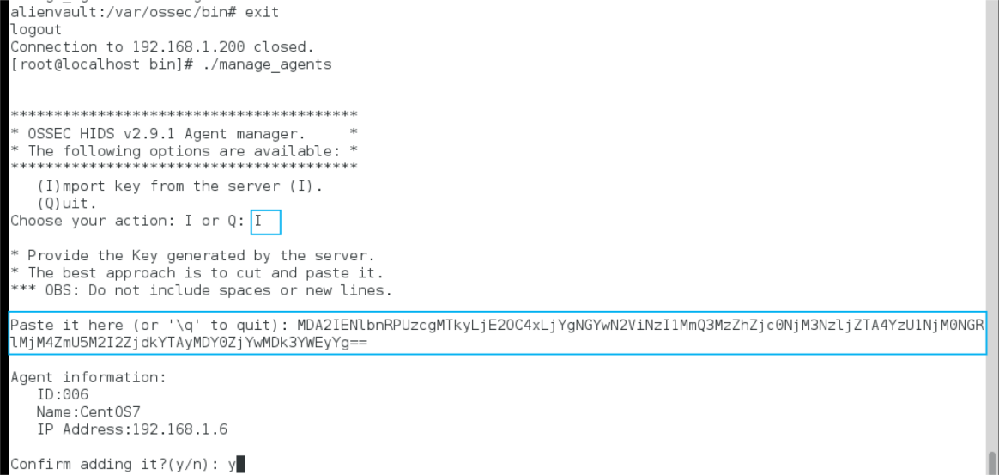 alienvault:/var/ossec/bin# exit
logout
Connection to 192.168.1.200 closed.
[root@localhost bin]# ./manage_agents
****************************************
* OSSEC HIDS v2.9.1 Agent manager.     *
* The following options are available: *
****************************************
(I)mport key from the server (I).
(Q)uit.
Choose your action: I or Q: I
* Provide the Key generated by the server.
* The best approach is to cut and paste it.
*** OBS: Do not include spaces or new lines.
Paste it here (or '\q' to quit): MDA2IENlbnRPUzcgMTkyLjE2OC4xLjYgNGYwN2ViNzI1MmQ3MzZhZjc0NjM3NzljZTA4YzU1NjM0NGR
lMjM4ZmU5M2I2ZjdkYTAyMDY0ZjYwMDk3YWEyYg==
Agent information:
ID:006
Name:CentOS7
IP Address:192.168.1.6
Confirm adding it?(y/n): y